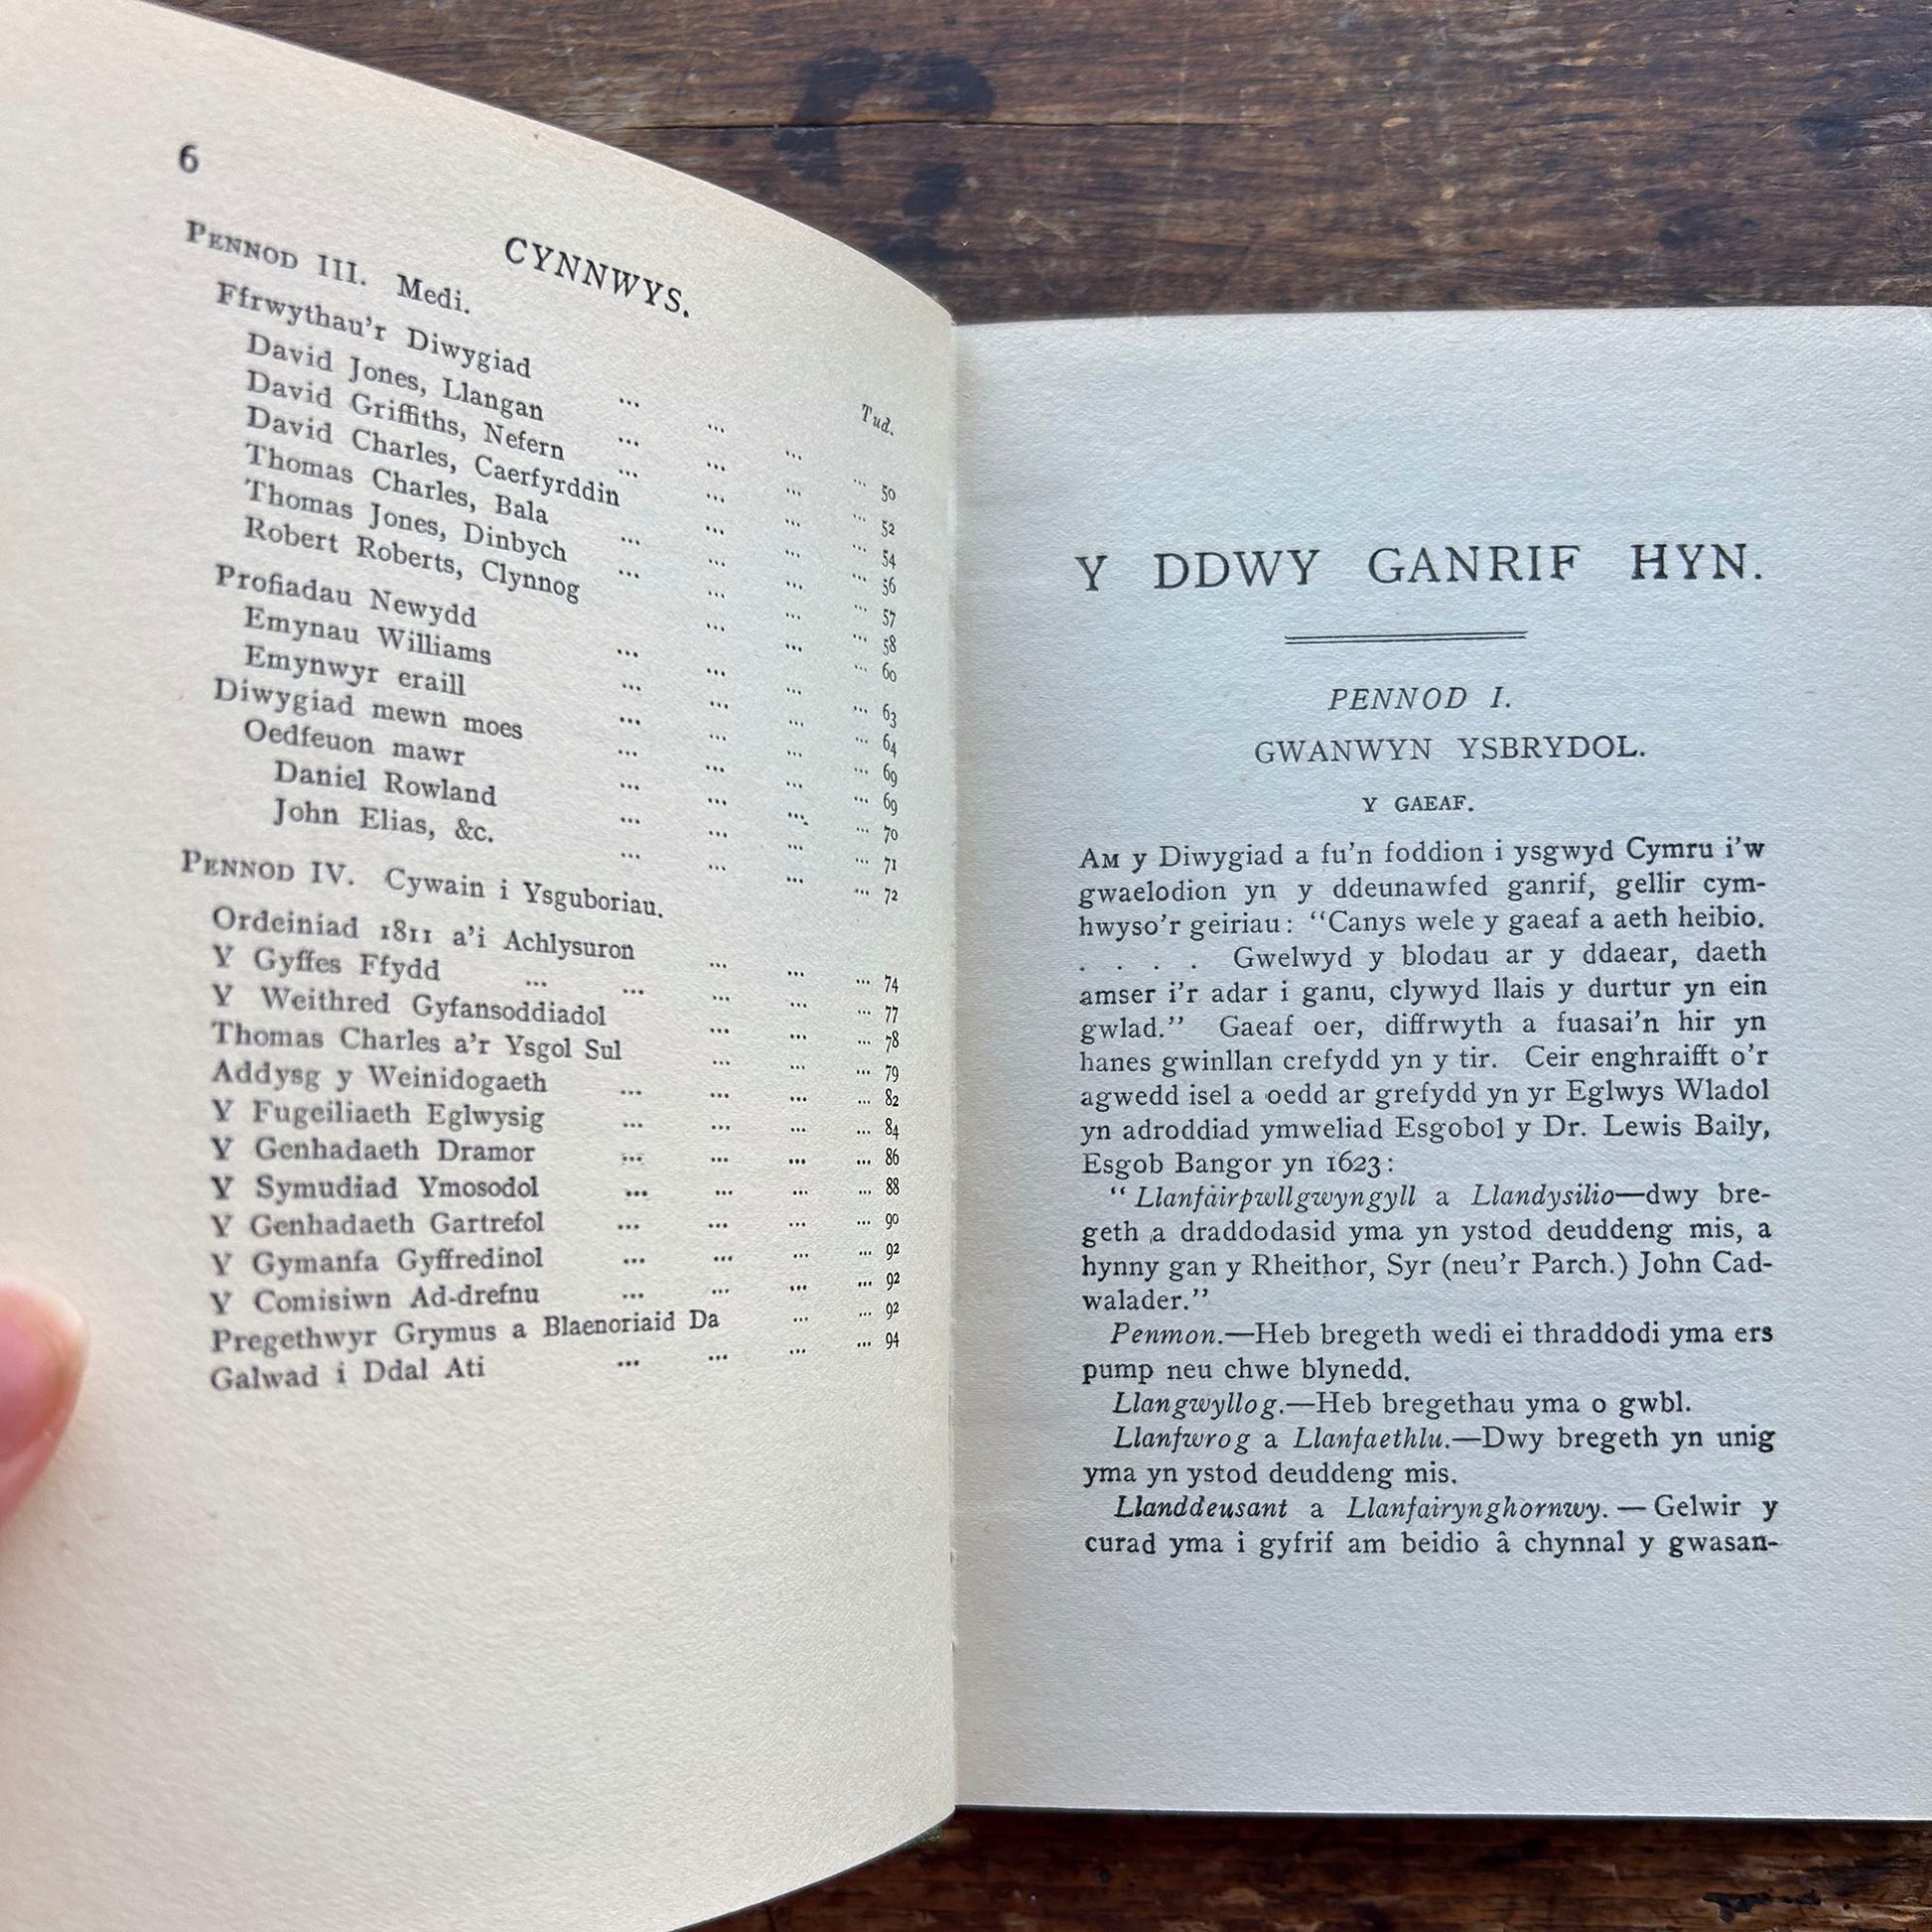 6
CYNNWYS.
Tud.
PENNOD III. Medi.
Ffrwythau'r Diwygiad ... ... ... ... 50
David Jones, Llangan ... ... ... ... 52
David Griffiths, Nefern ... ... ... ... 54
David Charles, Caerfyrddin ... ... ... 56
Thomas Charles, Bala ... ... ... ... 57
Thomas Jones, Dinbych ... ... ... ... 58
Robert Roberts, Clynnog ... ... ... 60
Profiadau Newydd ... ... ... ... 63
Emynau Williams ... ... ... ... 64
Emynwyr eraill ... ... ... ... 69
Diwygiad mewn moes ... ... ... ... 69
Oedfeuon mawr ... ... ... ... 70
Daniel Rowland ... ... ... ... 71
John Elias, &c. ... ... ... ... 72
PENNOD IV. Cywain i Ysguboriau.
Ordeiniad 1811 a'i Achlysuron ... ... ... 74
Y Gyffes Ffydd ... ... ... ... ... 77
Y Weithred Gyfansoddiadol ... ... ... 78
Thomas Charles a'r Ysgol Sul ... ... ... 79
Addysg y Weinidogaeth ... ... ... ... 82
Y Fugeiliaeth Eglwysig ... ... ... ... 84
Y Genhadaeth Dramor ... ... ... ... 86
Y Symudiad Ymosodol ... ... ... ... 88
Y Genhadaeth Gartrefol ... ... ... ... 90
Y Gymanfa Gyffredinol ... ... ... ... 92
Y Comisiwn Ad-drefnu ... ... ... ... 92
Pregethwyr Grymus a Blaenoriaid Da ... ... 92
Galwad i Ddal Ati ... ... ... ... 94
Y DDWY GANRIF HYN.
PENNOD I.
GWANWYN YSBRYDOL.
Y GAEAF.
AM y Diwygiad a fu'n foddion i ysgwyd Cymru i'w
gwaelodion yn y ddeunawfed ganrif, gellir cym-
hwyso'r geiriau: "Canys wele y gaeaf a aeth heibio.
. . . . Gwelwyd y blodau ar y ddaear, daeth
amser i'r adar i ganu, clywyd llais y durtur yn ein
gwlad." Gaeaf oer, diffrwyth a fuasai'n hir yn
hanes gwinllan crefydd yn y tir. Ceir enghraifft o'r
agwedd isel a oedd ar grefydd yn yr Eglwys Wladol
yn adroddiad ymweliad Esgobol y Dr. Lewis Baily,
Esgob Bangor yn 1623:
"Llanfairpwllgwyngyll a Llandysilio—dwy bre-
geth a draddodasid yma yn ystod deuddeng mis, a
hynny gan y Rheithor, Syr (neu'r Parch.) John Cad-
walader."
Penmon.—Heb bregeth wedi ei thraddodi yma ers
pump neu chwe blynedd.
Llangwyllog.—Heb bregethau yma o gwbl.
Llanfwrog a Llanfaethlu.—Dwy bregeth yn unig
yma yn ystod deuddeng mis.
Llanddeusant a Llanfairynghornwy.—Gelwir y
curad yma i gyfrif am beidio â chynnal y gwasan-